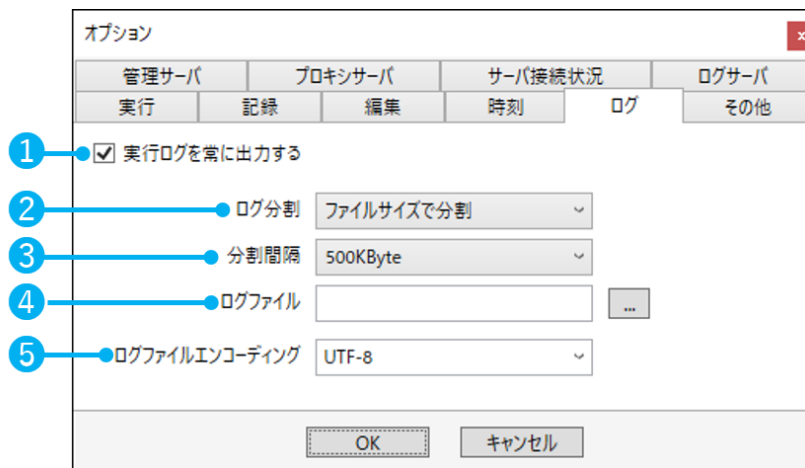 オプション
管理サーバ プロキシサーバ サーバ接続状況 ログサーバ
実行 記録 編集 時刻 ログ その他
1 実行ログを常に出力する
2 ログ分割 ファイルサイズで分割
3 分割間隔 500KByte
4 ログファイル ...
5 ログファイルエンコーディング UTF-8
OK キャンセル